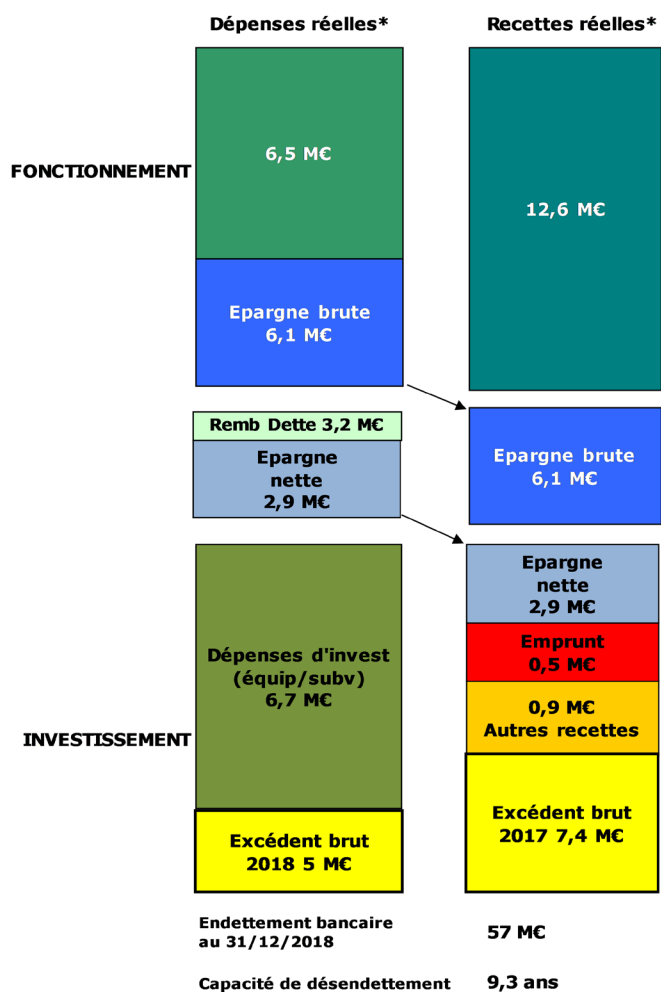 Dépenses réelles*
Recettes réelles*
FONCTIONNEMENT
6,5 M€
12,6 M€
Epargne brute
6,1 M€
Remb Dette 3,2 M€
Epargne
nette
2,9 M€
Epargne brute
6,1 M€
INVESTISSEMENT
Dépenses d'invest
(équip/subv)
6,7 M€
Excédent brut
2018 5 M€
Epargne
nette
2,9 M€
Emprunt
0,5 M€
0,9 M€
Autres recettes
Excédent brut
2017 7,4 M€
Endettement bancaire
au 31/12/2018
57 M€
Capacité de désendettement
9,3 ans